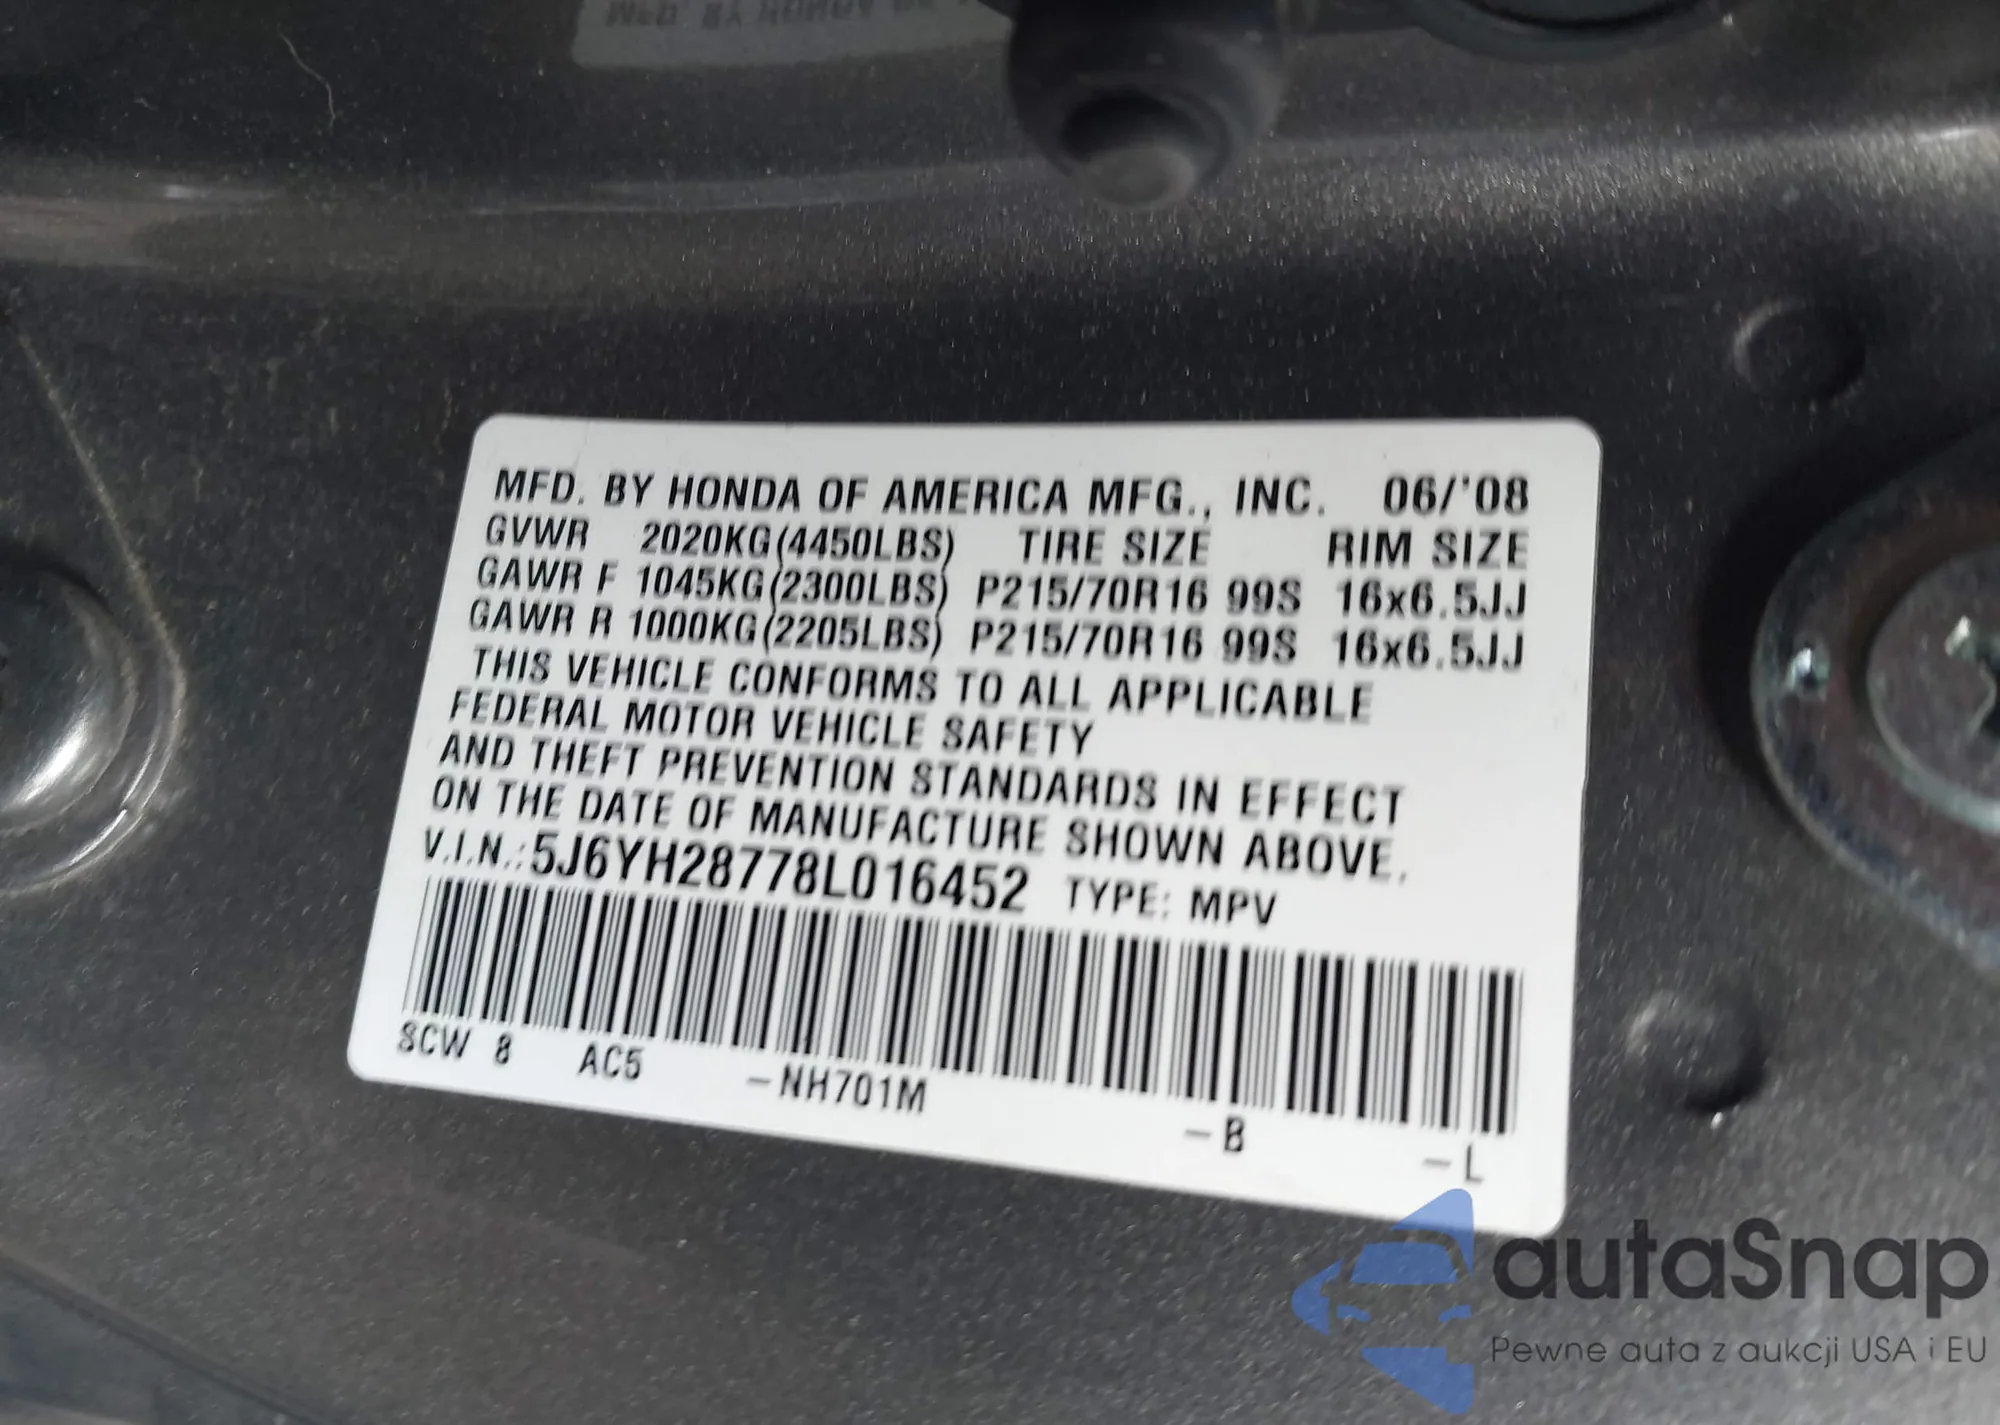 MFD. BY HONDA OF AMERICA MFG., INC. 06/'08
GVWR 2020KG(4450LBS) TIRE SIZE RIM SIZE
GAWR F 1045KG(2300LBS) P215/70R16 99S 16x6.5JJ
GAWR R 1000KG(2205LBS) P215/70R16 99S 16x6.5JJ
THIS VEHICLE CONFORMS TO ALL APPLICABLE
FEDERAL MOTOR VEHICLE SAFETY
AND THEFT PREVENTION STANDARDS IN EFFECT
ON THE DATE OF MANUFACTURE SHOWN ABOVE.
V.I.N.: 5J6YH28778L016452 TYPE: MPV
SCW 8 AC5 -NH701M -B -L
autaSnap
Pewne auta z aukcji USA i EU